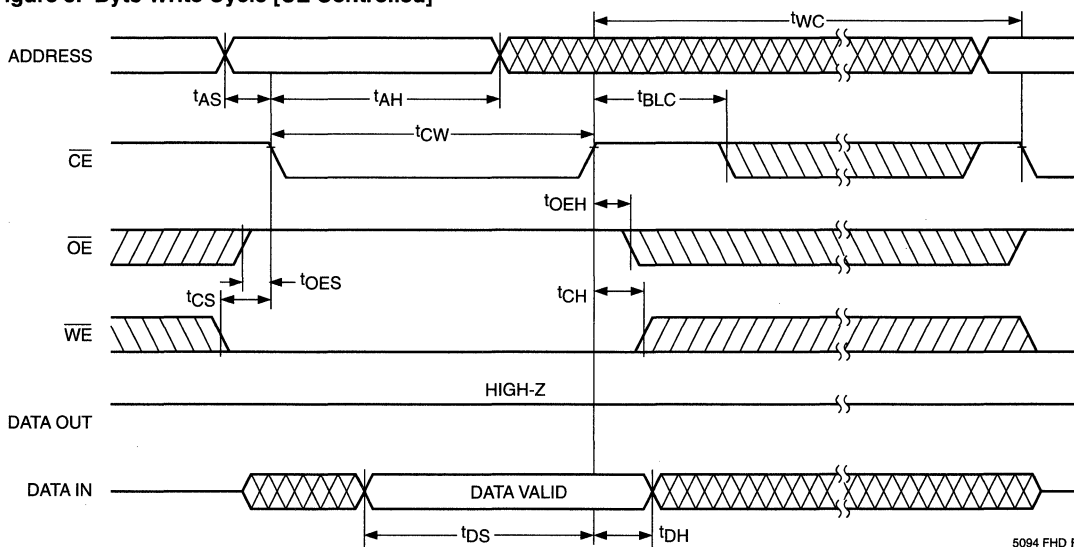 Figure 5. Byte Write Cycle [CE Controlled]
tWC
ADDRESS
tAS
tAH
tBLC
tCW
CE
tOEH
OE
tOES
tCS
tCH
WE
HIGH-Z
DATA OUT
DATA IN
DATA VALID
tDS
tDH
5094 FHD F